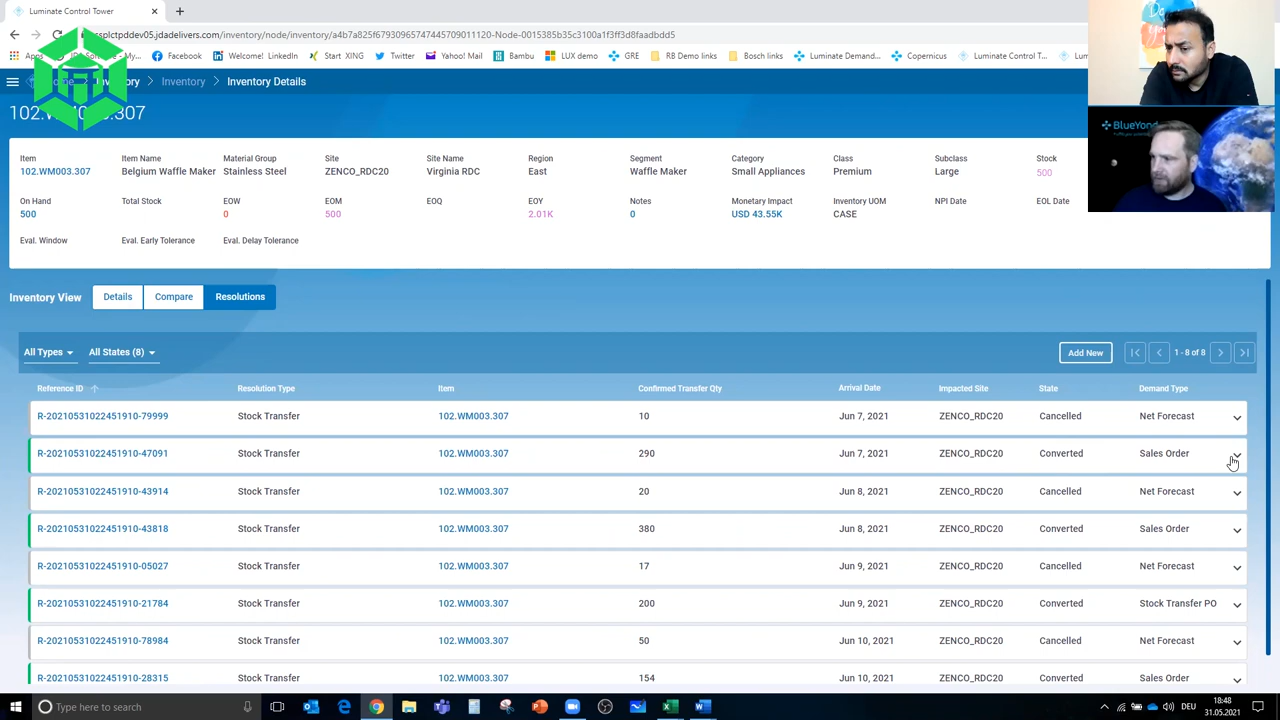 Luminate Control Tower
ssplctpddev05.jdadelivers.com/inventory/node/inventory/a4b7a825f6793096574744570901120-Node-0015385b35c3100a1f3ff3d8faadbdd5
Apps Facebook Welcome! LinkedIn Start XING Twitter Yahoo! Mail Bambu LUX demo GRE RB Demo links Bosch links Luminate Demand... Copernicus Luminate Control T...
Inventory Inventory Details
102.WM003.307
Item Item Name Material Group Site Site Name Region Segment Category Class Subclass Stock
102.WM003.307 Belgium Waffle Maker Stainless Steel ZENCO_RDC20 Virginia RDC East Waffle Maker Small Appliances Premium Large 500
On Hand Total Stock EOW EOM EOQ EOY Notes Monetary Impact Inventory UOM NPI Date EOL Date
500 0 500 2.01K 0 USD 43.55K CASE
Eval. Window Eval. Early Tolerance Eval. Delay Tolerance
Inventory View Details Compare Resolutions
All Types All States (8) Add New 1 - 8 of 8
Reference ID Resolution Type Item Confirmed Transfer Qty Arrival Date Impacted Site State Demand Type
R-20210531022451910-79999 Stock Transfer 102.WM003.307 10 Jun 7, 2021 ZENCO_RDC20 Cancelled Net Forecast
R-20210531022451910-47091 Stock Transfer 102.WM003.307 290 Jun 7, 2021 ZENCO_RDC20 Converted Sales Order
R-20210531022451910-43914 Stock Transfer 102.WM003.307 20 Jun 8, 2021 ZENCO_RDC20 Cancelled Net Forecast
R-20210531022451910-43818 Stock Transfer 102.WM003.307 380 Jun 8, 2021 ZENCO_RDC20 Converted Sales Order
R-20210531022451910-05027 Stock Transfer 102.WM003.307 17 Jun 9, 2021 ZENCO_RDC20 Cancelled Net Forecast
R-20210531022451910-21784 Stock Transfer 102.WM003.307 200 Jun 9, 2021 ZENCO_RDC20 Converted Stock Transfer PO
R-20210531022451910-78984 Stock Transfer 102.WM003.307 50 Jun 10, 2021 ZENCO_RDC20 Cancelled Net Forecast
R-20210531022451910-28315 Stock Transfer 102.WM003.307 154 Jun 10, 2021 ZENCO_RDC20 Converted Sales Order
Type here to search DEU 18:48
31.05.2021